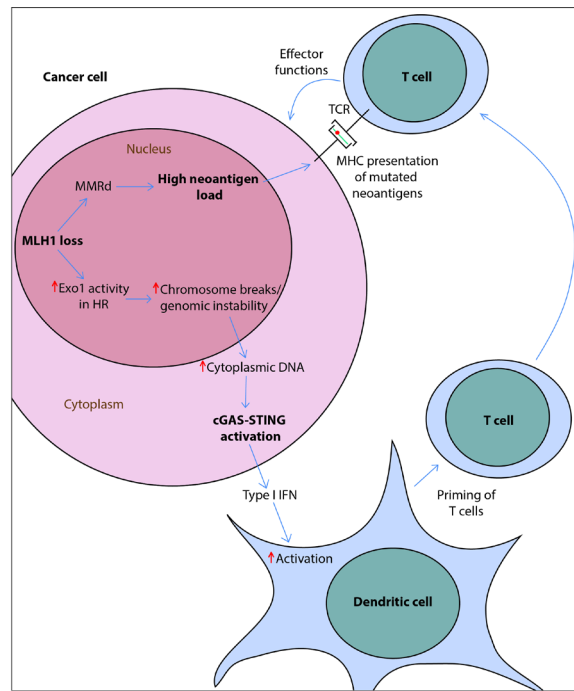 Cancer cell
Effector
functions
T cell
TCR
MHC presentation
of mutated
neoantigens
Nucleus
MMRd
High neoantigen
load
MLH1 loss
Exo1 activity
in HR
Chromosome breaks/
genomic instability
Cytoplasmic DNA
Cytoplasm
cGAS-STING
activation
Type I IFN
Activation
Dendritic cell
Priming of
T cells
T cell